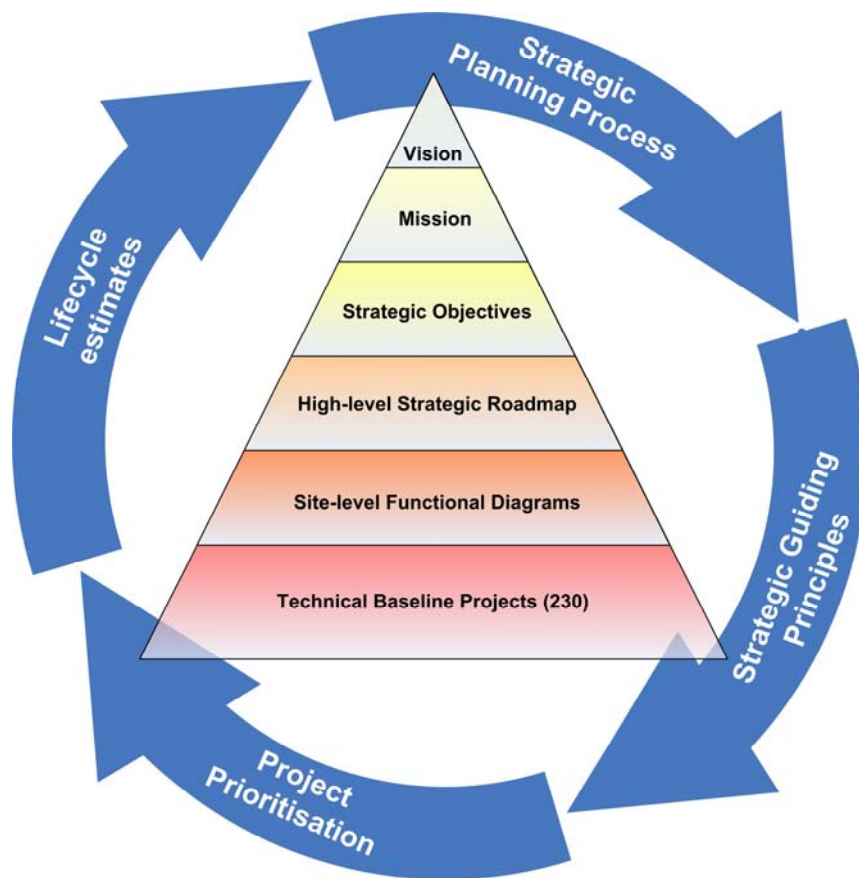 Strategic
Planning Process
Vision
Mission
Strategic Objectives
High-level Strategic Roadmap
Site-level Functional Diagrams
Technical Baseline Projects (230)
Strategic Guiding
Principles
Project
Prioritisation
Lifecycle
estimates